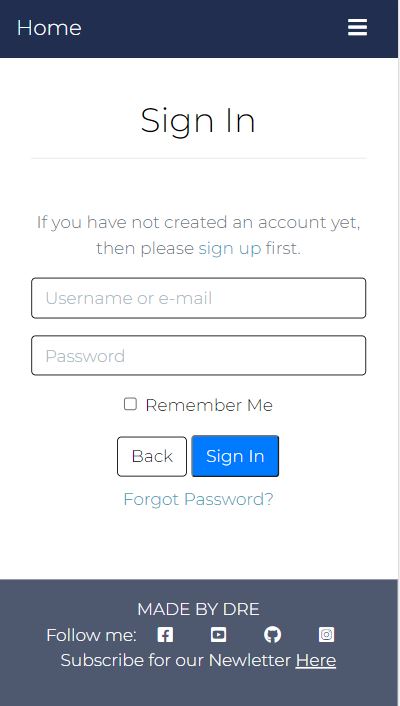 Home
Sign In
If you have not created an account yet,
then please sign up first.
Username or e-mail
Password
Remember Me
Back Sign In
Forgot Password?
MADE BY DRE
Follow me:
Subscribe for our Newletter Here